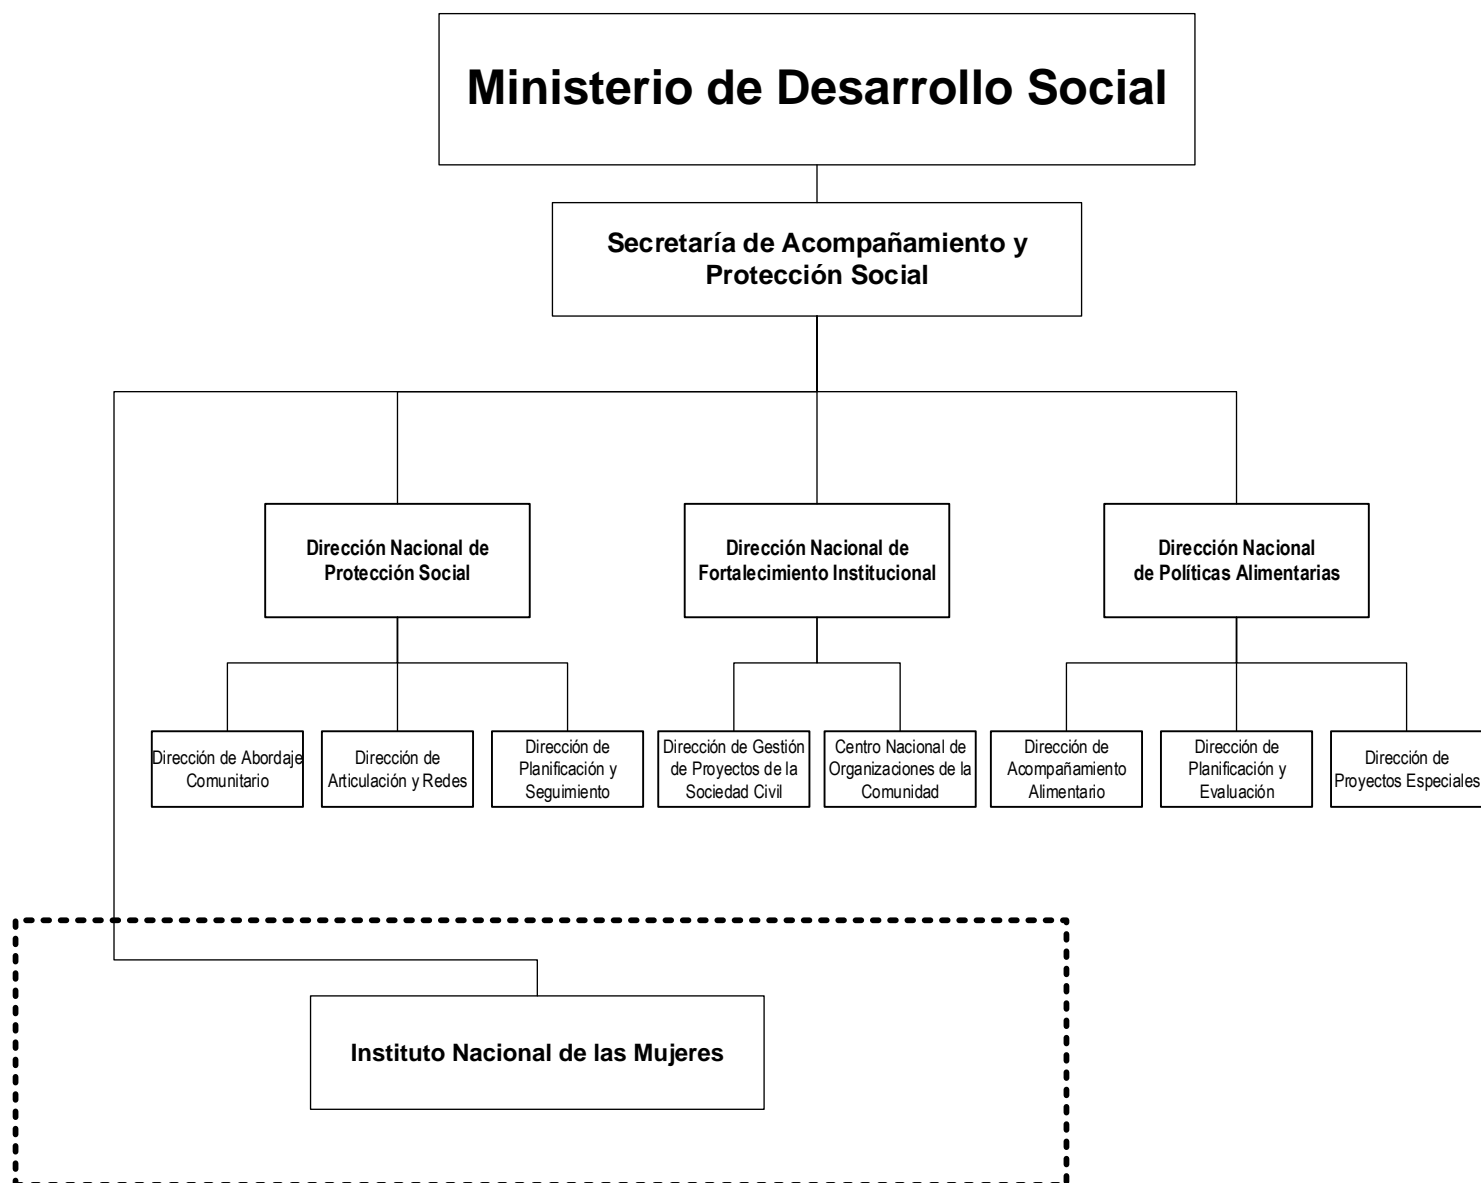 Ministerio de Desarrollo Social
Secretaría de Acompañamiento y
Protección Social
Dirección Nacional de
Protección Social
Dirección Nacional de
Fortalecimiento Institucional
Dirección Nacional
de Políticas Alimentarias
Dirección de Abordaje
Comunitario
Dirección de
Articulación y Redes
Dirección de
Planificación y
Seguimiento
Dirección de Gestión
de Proyectos de la
Sociedad Civil
Centro Nacional de
Organizaciones de la
Comunidad
Dirección de
Acompañamiento
Alimentario
Dirección de
Planificación y
Evaluación
Dirección de
Proyectos Especiales
Instituto Nacional de las Mujeres